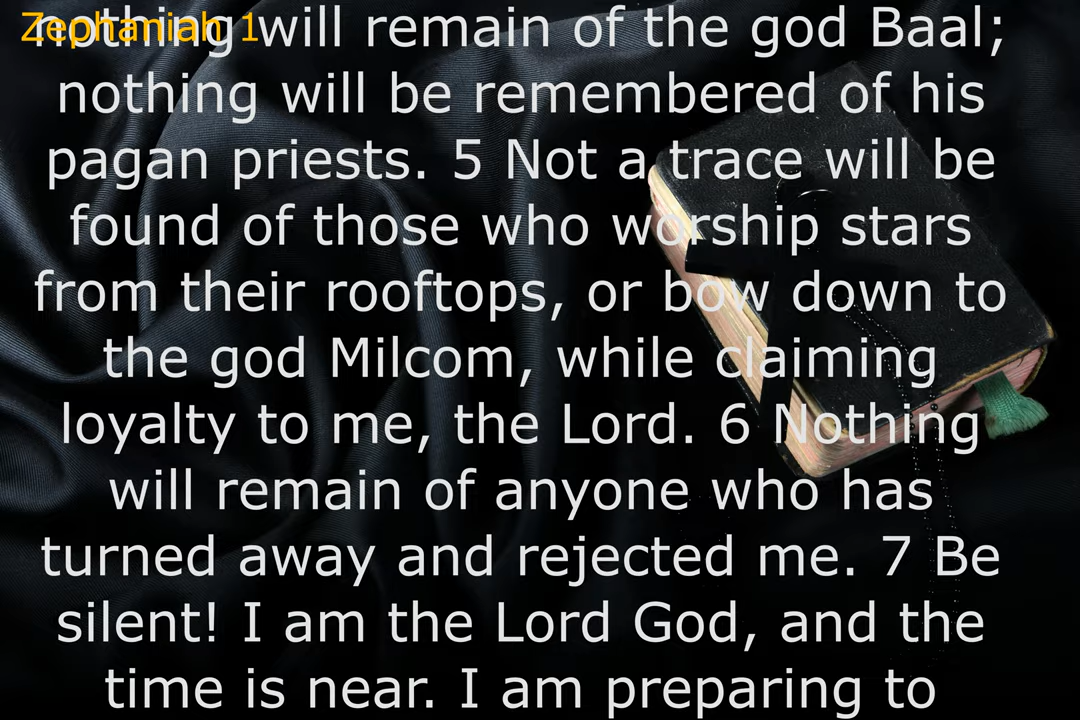 Zephaniah 1
nothing will remain of the god Baal;
nothing will be remembered of his
pagan priests. 5 Not a trace will be
found of those who worship stars
from their rooftops, or bow down to
the god Milcom, while claiming
loyalty to me, the Lord. 6 Nothing
will remain of anyone who has
turned away and rejected me. 7 Be
silent! I am the Lord God, and the
time is near. I am preparing to